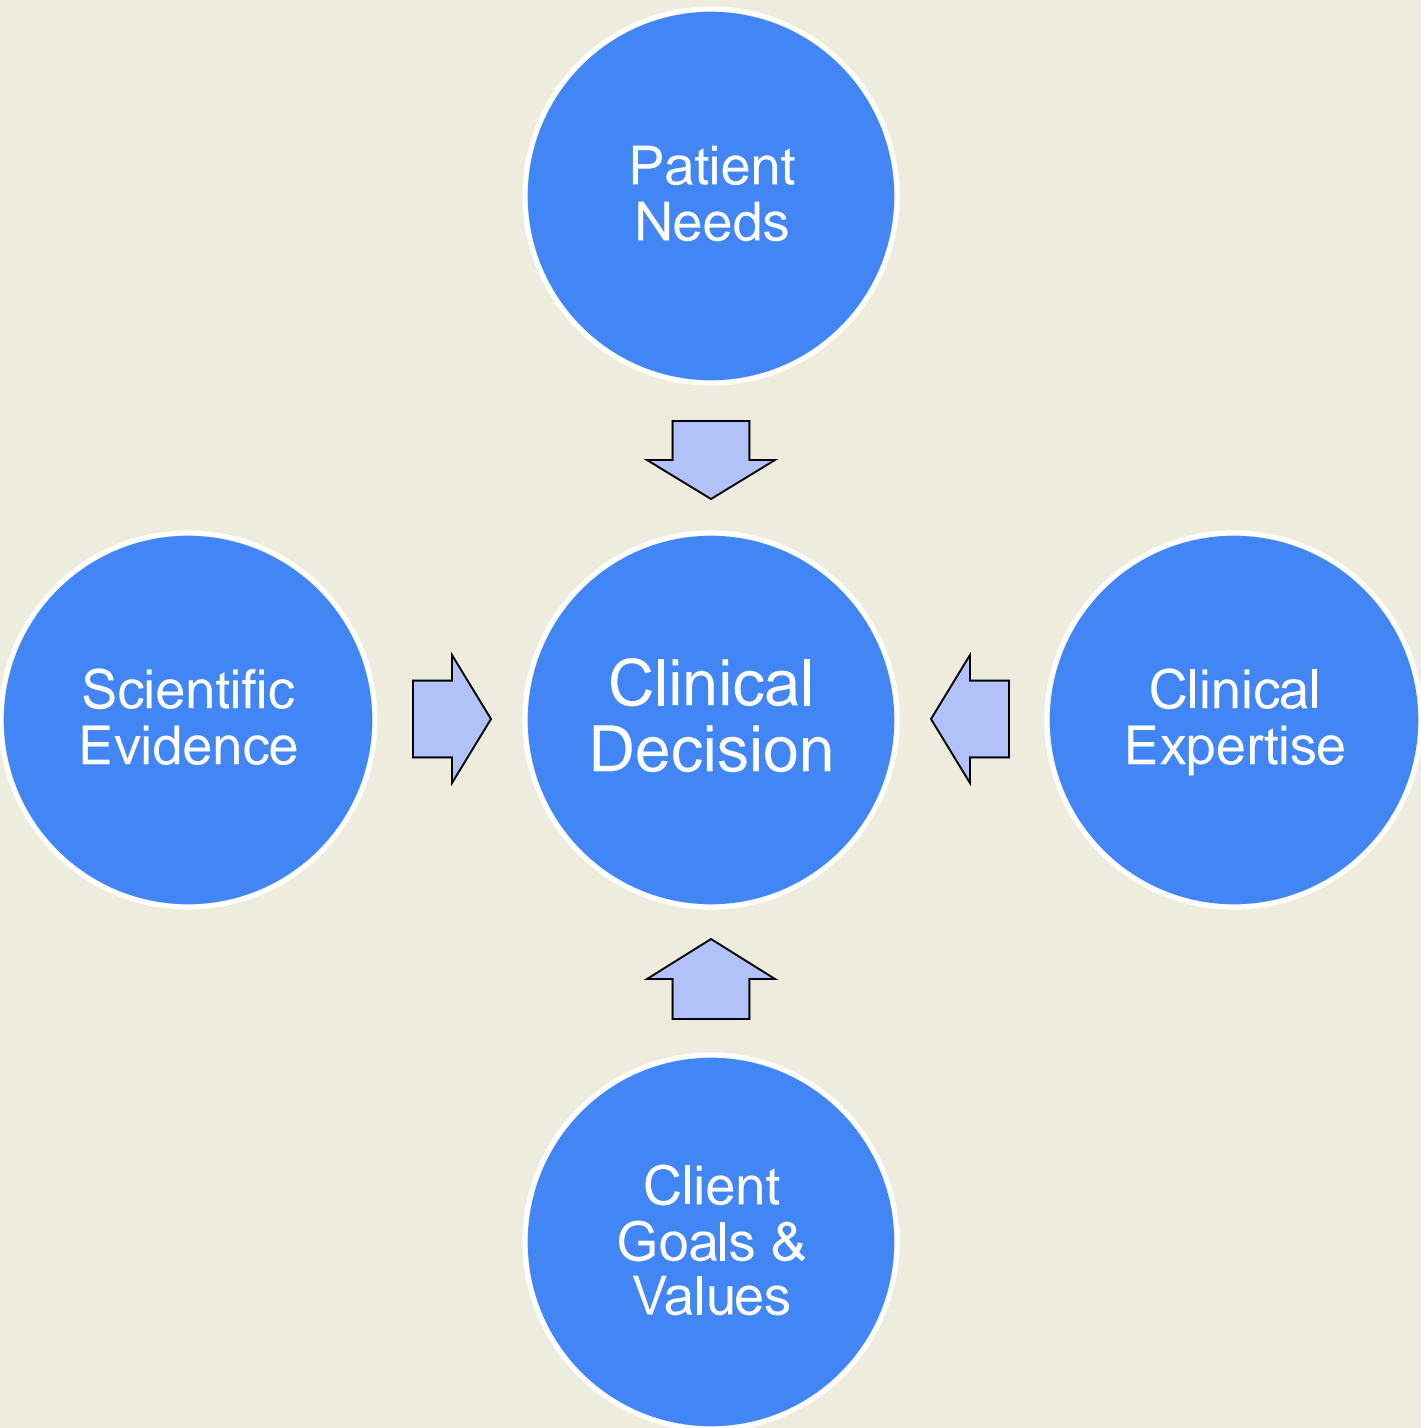 Patient
Needs
Scientific
Evidence
Clinical
Decision
Clinical
Expertise
Client
Goals &
Values